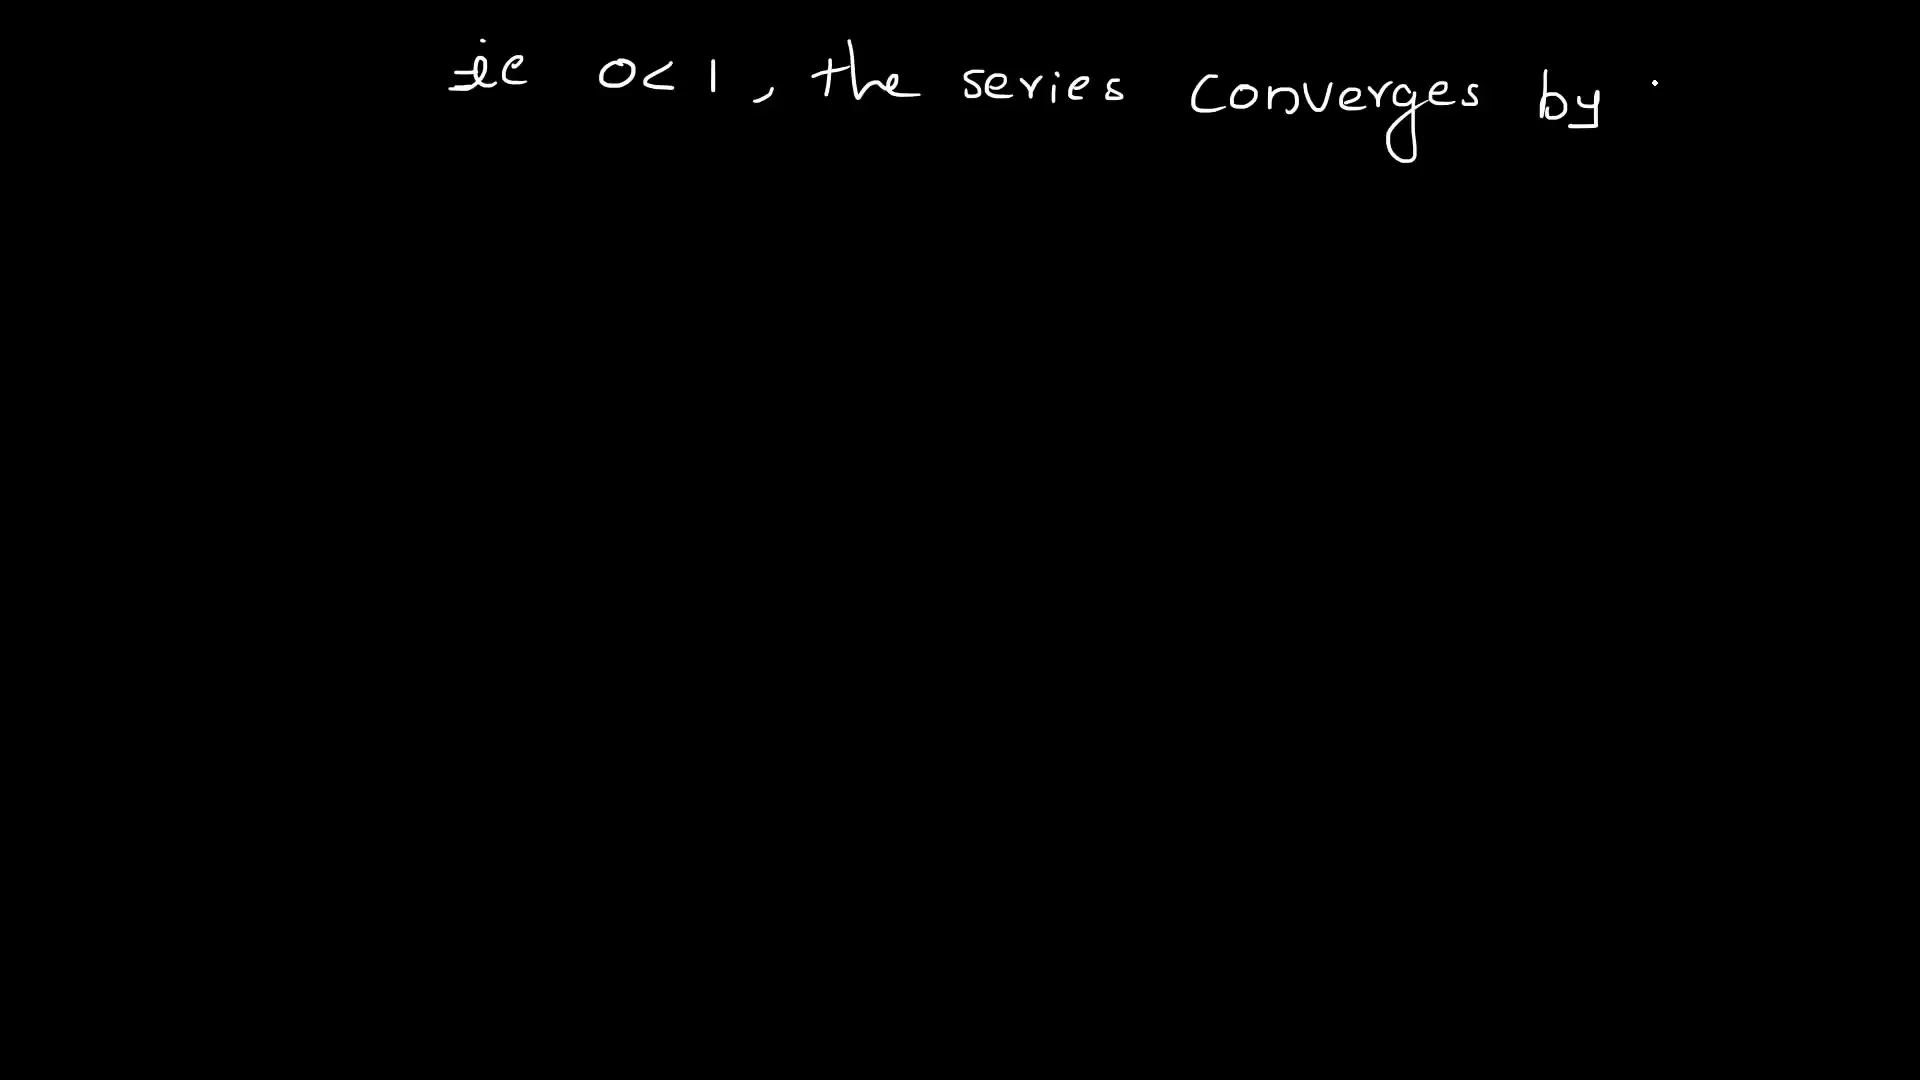 ie 0 < 1, the series converges by